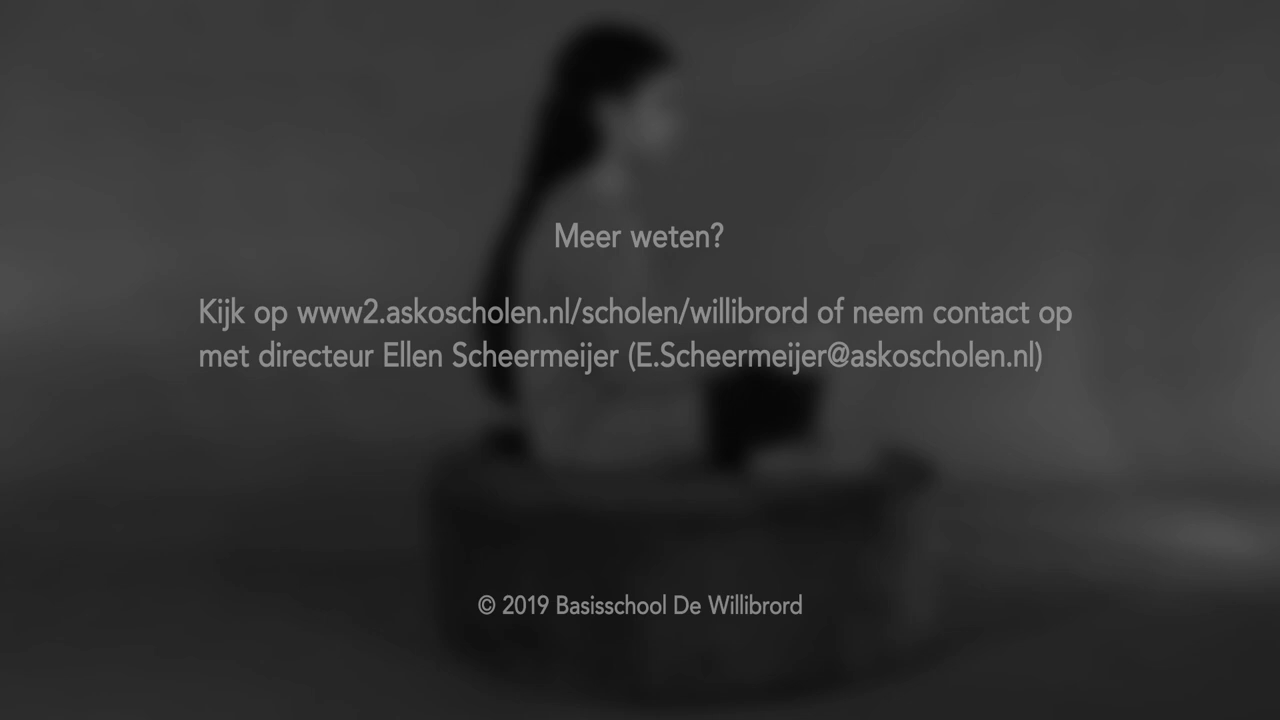 Meer weten?
Kijk op www2.askoscholen.nl/scholen/willibrord of neem contact op
met directeur Ellen Scheermeijer (E.Scheermeijer@askoscholen.nl)
© 2019 Basisschool De Willibrord